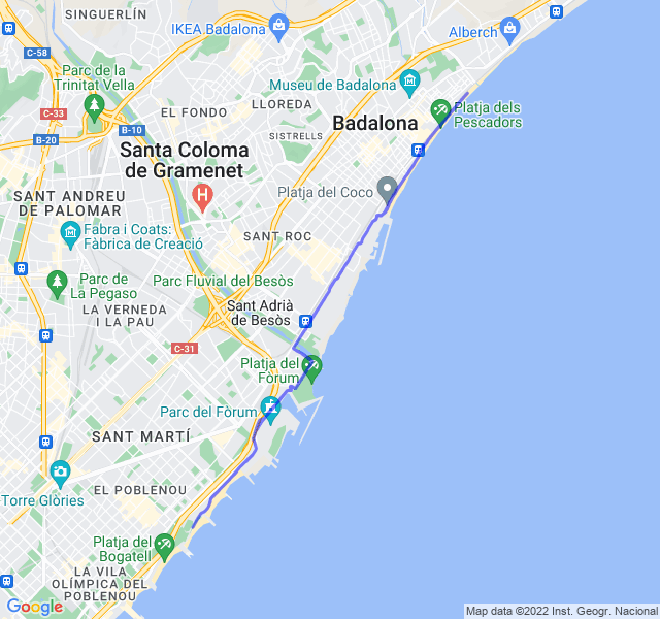 SINGUERLÍN
IKEA Badalona
Alberch
C-58
Parc de la
Trinitat Vella
Museu de Badalona
LLOREDA
EL FONDO
C-33
B-10
B-20
SISTRELLS
Badalona
Platja dels
Pescadors
Santa Coloma
de Gramenet
Platja del Coco
H
SANT ANDREU
DE PALOMAR
Fabra i Coats:
Fàbrica de Creació
SANT ROC
Parc de
La Pegaso
Parc Fluvial del Besòs
LA VERNEDA
I LA PAU
Sant Adrià
de Besòs
C-31
Platja del
Fòrum
Parc del Fòrum
SANT MARTÍ
Torre Glòries
EL POBLENOU
Platja del
Bogatell
LA VILA
OLÍMPICA DEL
POBLENOU
Google
Map data ©2022 Inst. Geogr. Nacional